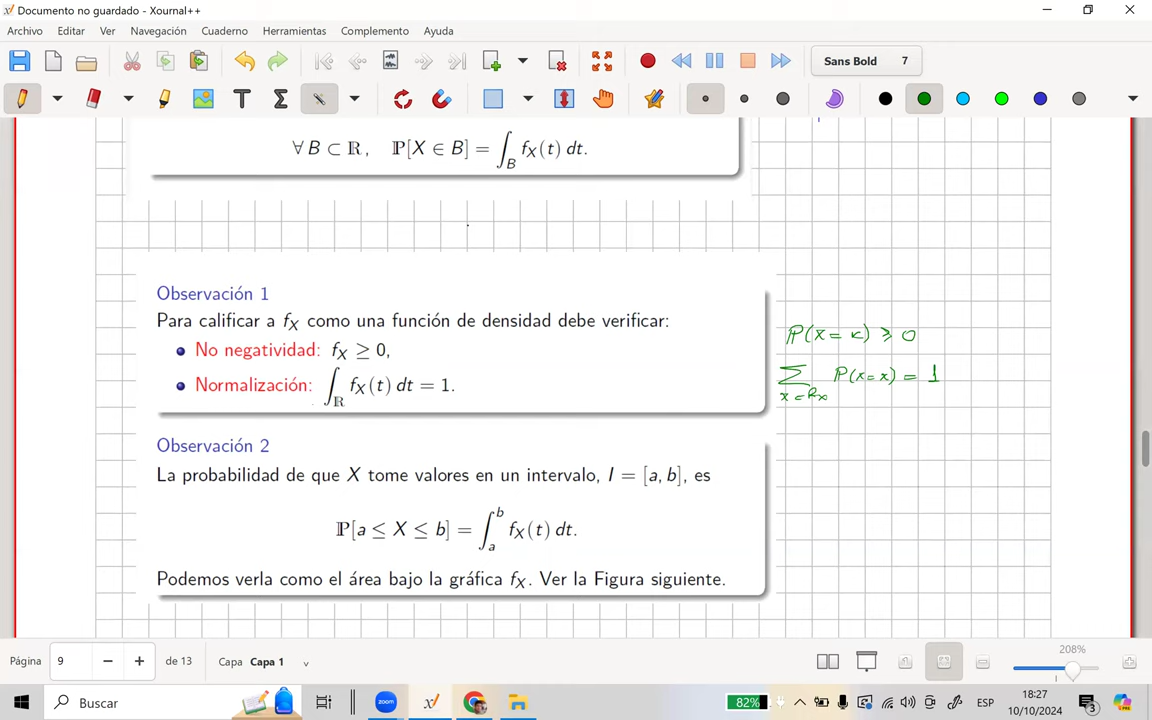 Documento no guardado - Xournal++
Archivo Editar Ver Navegación Cuaderno Herramientas Complemento Ayuda
Sans Bold 7
∀ B ⊂ ℝ, ℙ[X ∈ B] = ∫_B f_X(t) dt.
Observación 1
Para calificar a f_X como una función de densidad debe verificar:
No negatividad: f_X ≥ 0,
Normalización: ∫_ℝ f_X(t) dt = 1.
ℙ(X = x) ≥ 0
∑_{x = R_X} ℙ(X = x) = 1
Observación 2
La probabilidad de que X tome valores en un intervalo, I = [a, b], es
ℙ[a ≤ X ≤ b] = ∫_a^b f_X(t) dt.
Podemos verla como el área bajo la gráfica f_X. Ver la Figura siguiente.
Página 9 de 13 Capa Capa 1 208%
Buscar zoom 82% ESP 18:27 10/10/2024 3